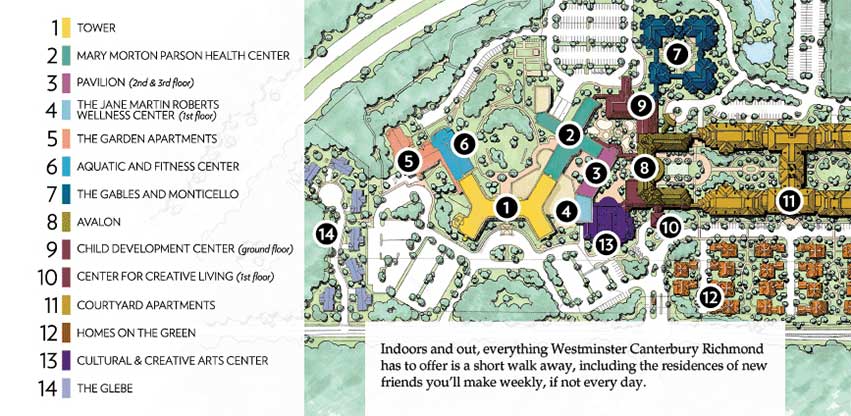 1 TOWER
2 MARY MORTON PARSON HEALTH CENTER
3 PAVILION (2nd & 3rd floor)
4 THE JANE MARTIN ROBERTS
WELLNESS CENTER (1st floor)
5 THE GARDEN APARTMENTS
6 AQUATIC AND FITNESS CENTER
7 THE GABLES AND MONTICELLO
8 AVALON
9 CHILD DEVELOPMENT CENTER (ground floor)
10 CENTER FOR CREATIVE LIVING (1st floor)
11 COURTYARD APARTMENTS
12 HOMES ON THE GREEN
13 CULTURAL & CREATIVE ARTS CENTER
14 THE GLEBE
7
9
2
6
5
3
8
11
1
4
10
14
13
12
Indoors and out, everything Westminster Canterbury Richmond
has to offer is a short walk away, including the residences of new
friends you'll make weekly, if not every day.